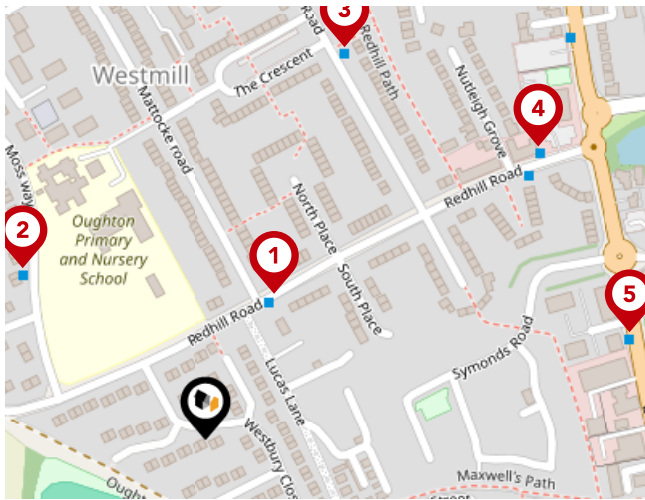 Road
3
Redhill Path
Westmill
The Crescent
Mattocke road
Nutleigh Grove
4
Moss way
Redhill Road
Oughton
Primary
and Nursery
School
North Place
2
1
South Place
5
Redhill Road
Symonds Road
Lucas Lane
Westbury Clos
Maxwell's Path
Ought
Street